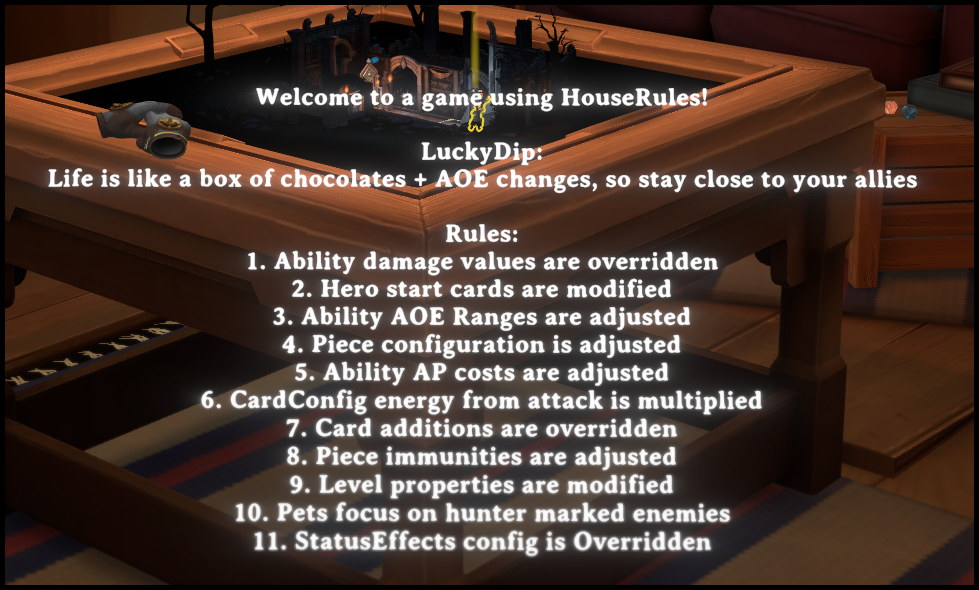 Welcome to a game using HouseRules!
LuckyDip:
Life is like a box of chocolates + AOE changes, so stay close to your allies
Rules:
1. Ability damage values are overridden
2. Hero start cards are modified
3. Ability AOE Ranges are adjusted
4. Piece configuration is adjusted
5. Ability AP costs are adjusted
6. CardConfig energy from attack is multiplied
7. Card additions are overridden
8. Piece immunities are adjusted
9. Level properties are modified
10. Pets focus on hunter marked enemies
11. StatusEffects config is Overridden